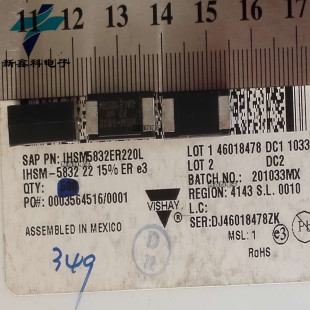 11 12 13 14 15 16 17 18
新鑫科电子
SAP PN: IHSM5832ER220L
IHSM-5832 22 15% ER e3
QTY:
PO#: 0003564516/0001
ASSEMBLED IN MEXICO
VISHAY
LOT 1 46018478 DC1 1033
LOT 2 DC2
BATCH NO.: 201033MX
REGION: 4143 S.L. 0010
L.C:
SER:DJ46018478ZK
MSL: 1 e3
RoHS
349